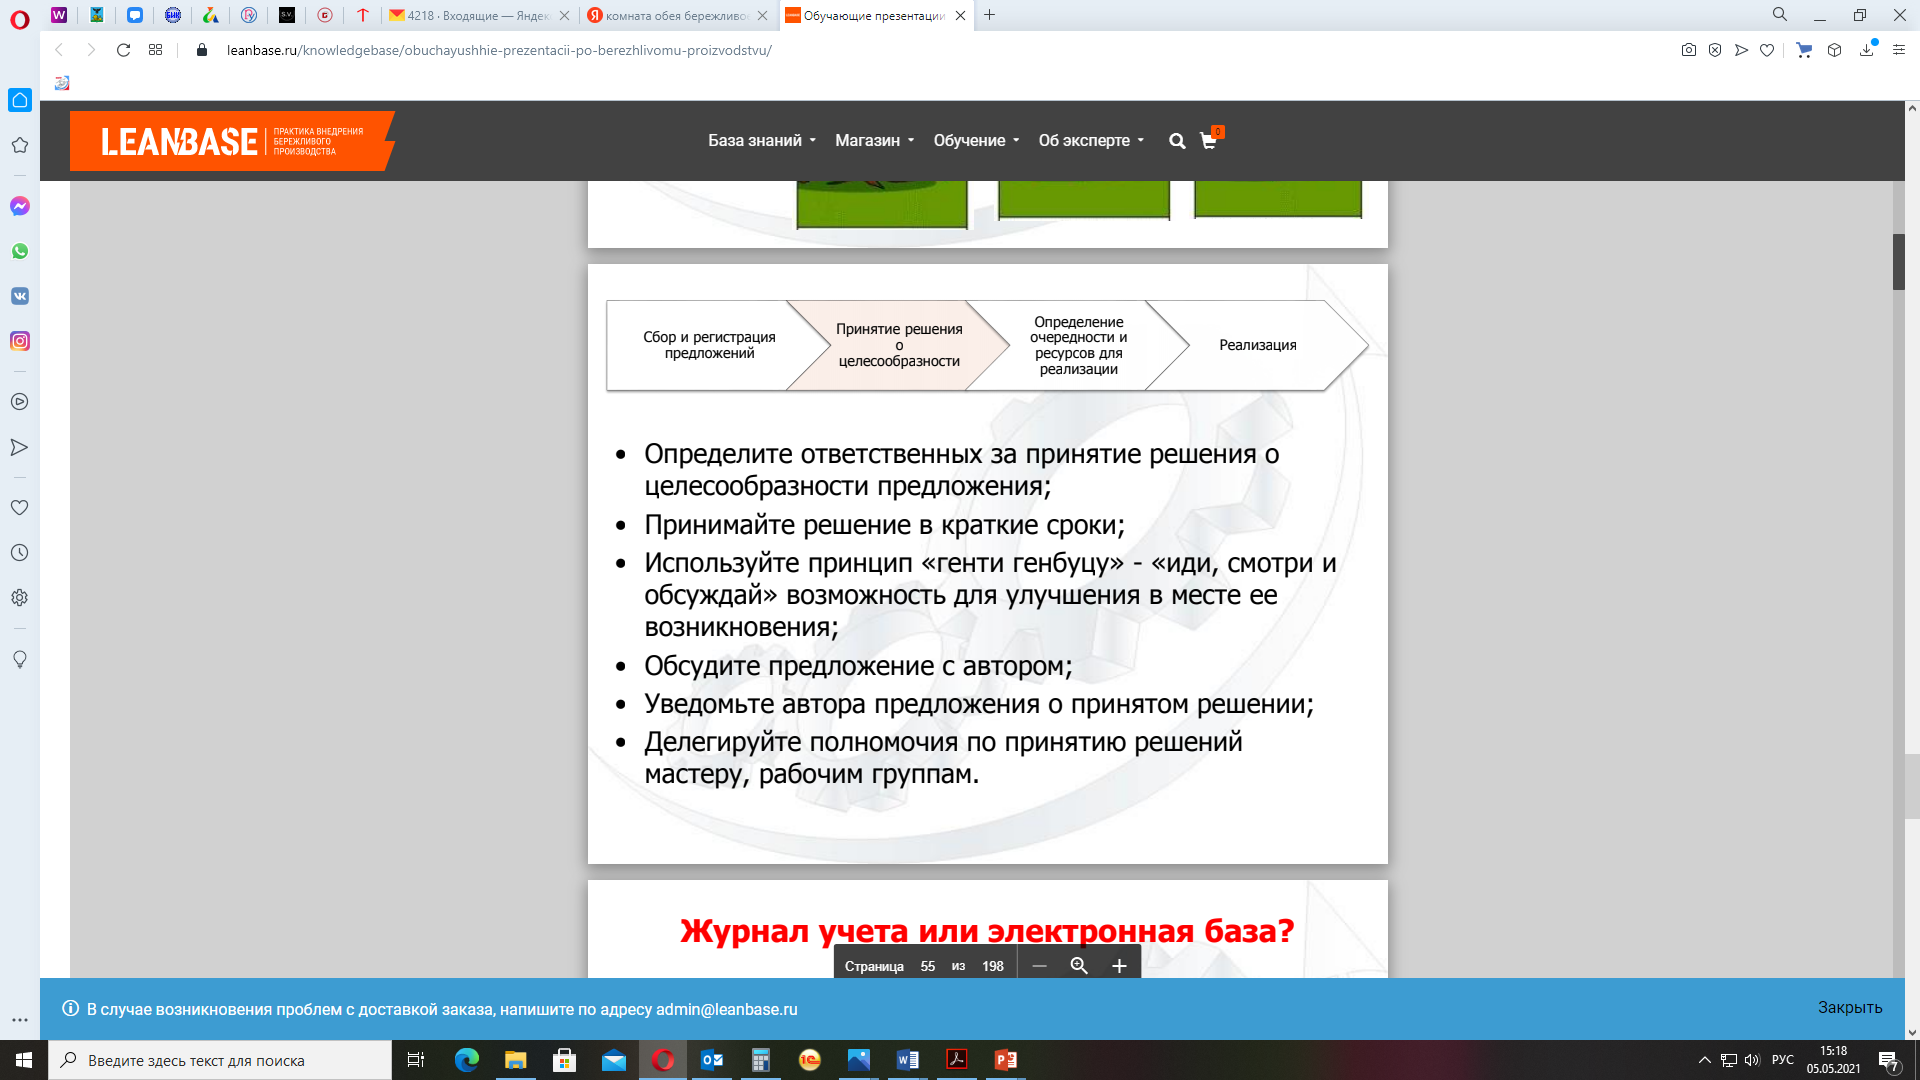 4218 · Входящие — Яндек
комната обея бережливо
Обучающие презентации
leanbase.ru/knowledgebase/obuchayushhie-prezentacii-po-berezhlivomu-proizvodstvu/
LEANBASE
ПРАКТИКА ВНЕДРЕНИЯ
БЕРЕЖЛИВОГО
ПРОИЗВОДСТВА
База знаний
Магазин
Обучение
Об эксперте
0
Сбор и регистрация
предложений
Принятие решения
о
целесообразности
Определение
очередности и
ресурсов для
реализации
Реализация
• Определите ответственных за принятие решения о
целесообразности предложения;
• Принимайте решение в краткие сроки;
• Используйте принцип «генти генбуцу» - «иди, смотри и
обсуждай» возможность для улучшения в месте ее
возникновения;
• Обсудите предложение с автором;
• Уведомьте автора предложения о принятом решении;
• Делегируйте полномочия по принятию решений
мастеру, рабочим группам.
Журнал учета или электронная база?
Страница 55 из 198
В случае возникновения проблем с доставкой заказа, напишите по адресу admin@leanbase.ru
Закрыть
Введите здесь текст для поиска
РУС
15:18
05.05.2021
7